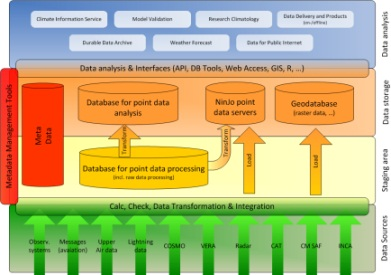 Climate Information Service
Model Validation
Research Climatology
Data Delivery and Products
(on-/offline)
Durable Data Archive
Weather Forecast
Data for Public Internet
Data analysis
Data analysis & Interfaces (API, DB Tools, Web Access, GIS, R, ...)
Metadata Management Tools
Meta
Data
Database for point data
analysis
NinJo point
data servers
Geodatabase
(raster data, ...)
Data storage
Transform
Transform
Load
Load
Database for point data processing
(incl. raw data processing)
Staging area
Calc, Check, Data Transformation & Integration
Observ.
systems
Messages
(avaiation)
Upper
Air data
Lightning
data
COSMO
VERA
Radar
CAT
CM SAF
INCA
Data Sources